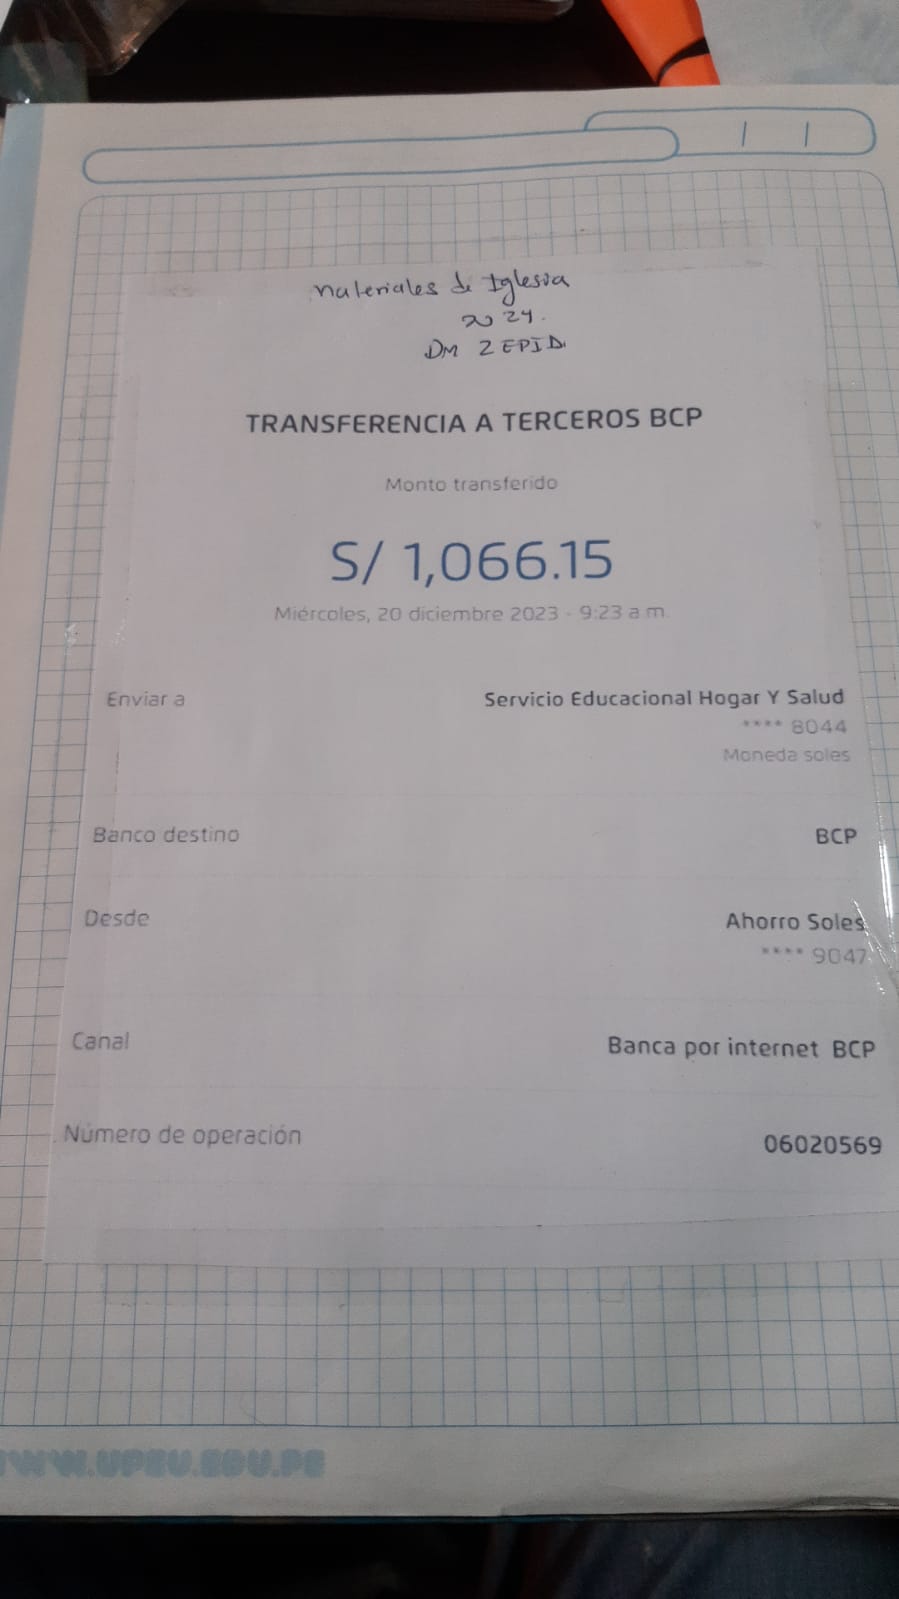 Materiales de Iglesia
2024.
DM 2 EPID.
TRANSFERENCIA A TERCEROS BCP
Monto transferido
S/ 1,066.15
Miércoles, 20 diciembre 2023 - 9:23 a.m.
Enviar a Servicio Educacional Hogar Y Salud
**** 8044
Moneda soles
Banco destino BCP
Desde Ahorro Soles
**** 9047
Canal Banca por internet BCP
Número de operación 06020569
WWW.UPEU.EDU.PE